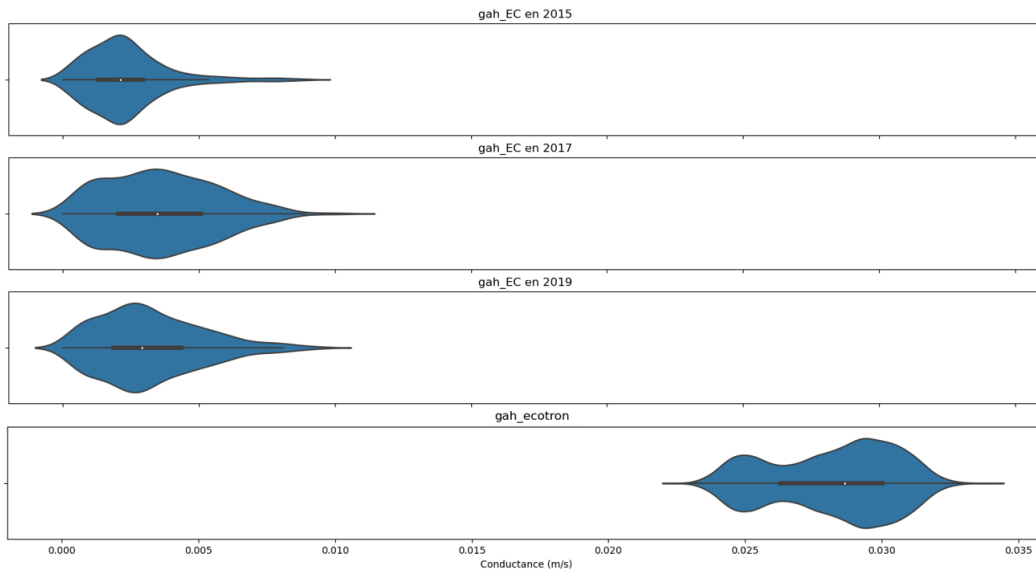 gah_EC en 2015
gah_EC en 2017
gah_EC en 2019
gah_ecotron
0.000 0.005 0.010 0.015 0.020 0.025 0.030 0.035
Conductance (m/s)